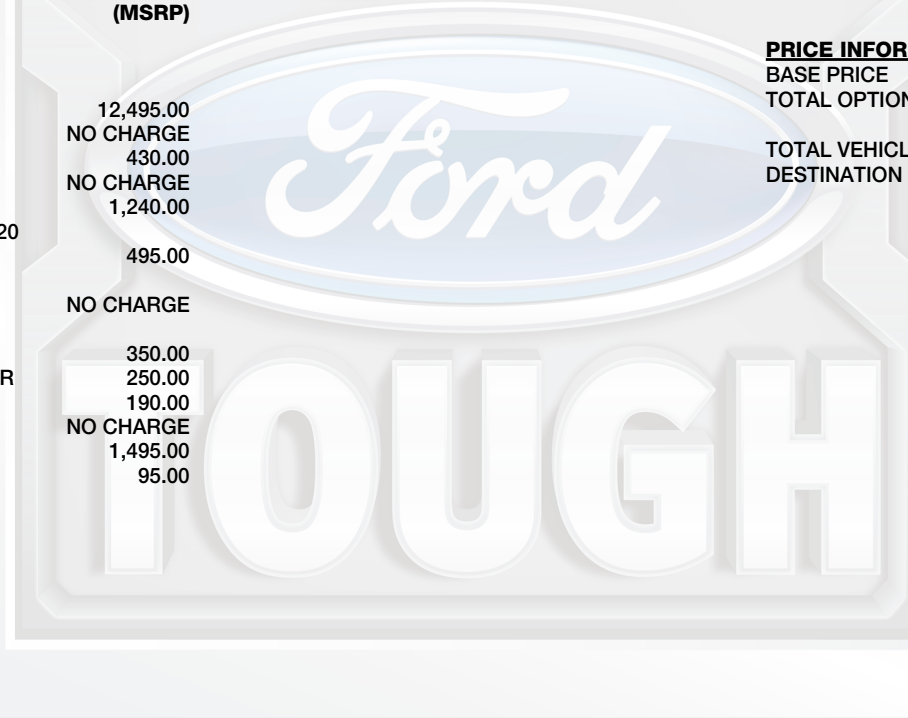 (MSRP)
12,495.00
NO CHARGE
430.00
NO CHARGE
1,240.00
20
495.00
NO CHARGE
350.00
R 250.00
190.00
NO CHARGE
1,495.00
95.00
PRICE INFOR
BASE PRICE
TOTAL OPTION
TOTAL VEHICL
DESTINATION
Ford
TOUGH